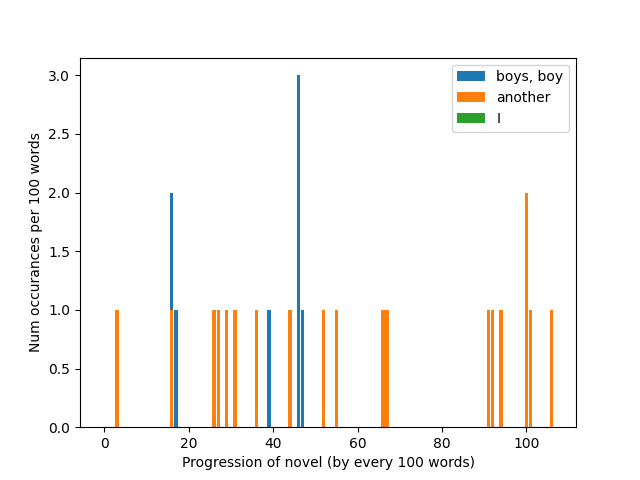 3.0
2.5
2.0
1.5
1.0
0.5
0.0
Num occurances per 100 words
boys, boy
another
I
0 20 40 60 80 100
Progression of novel (by every 100 words)